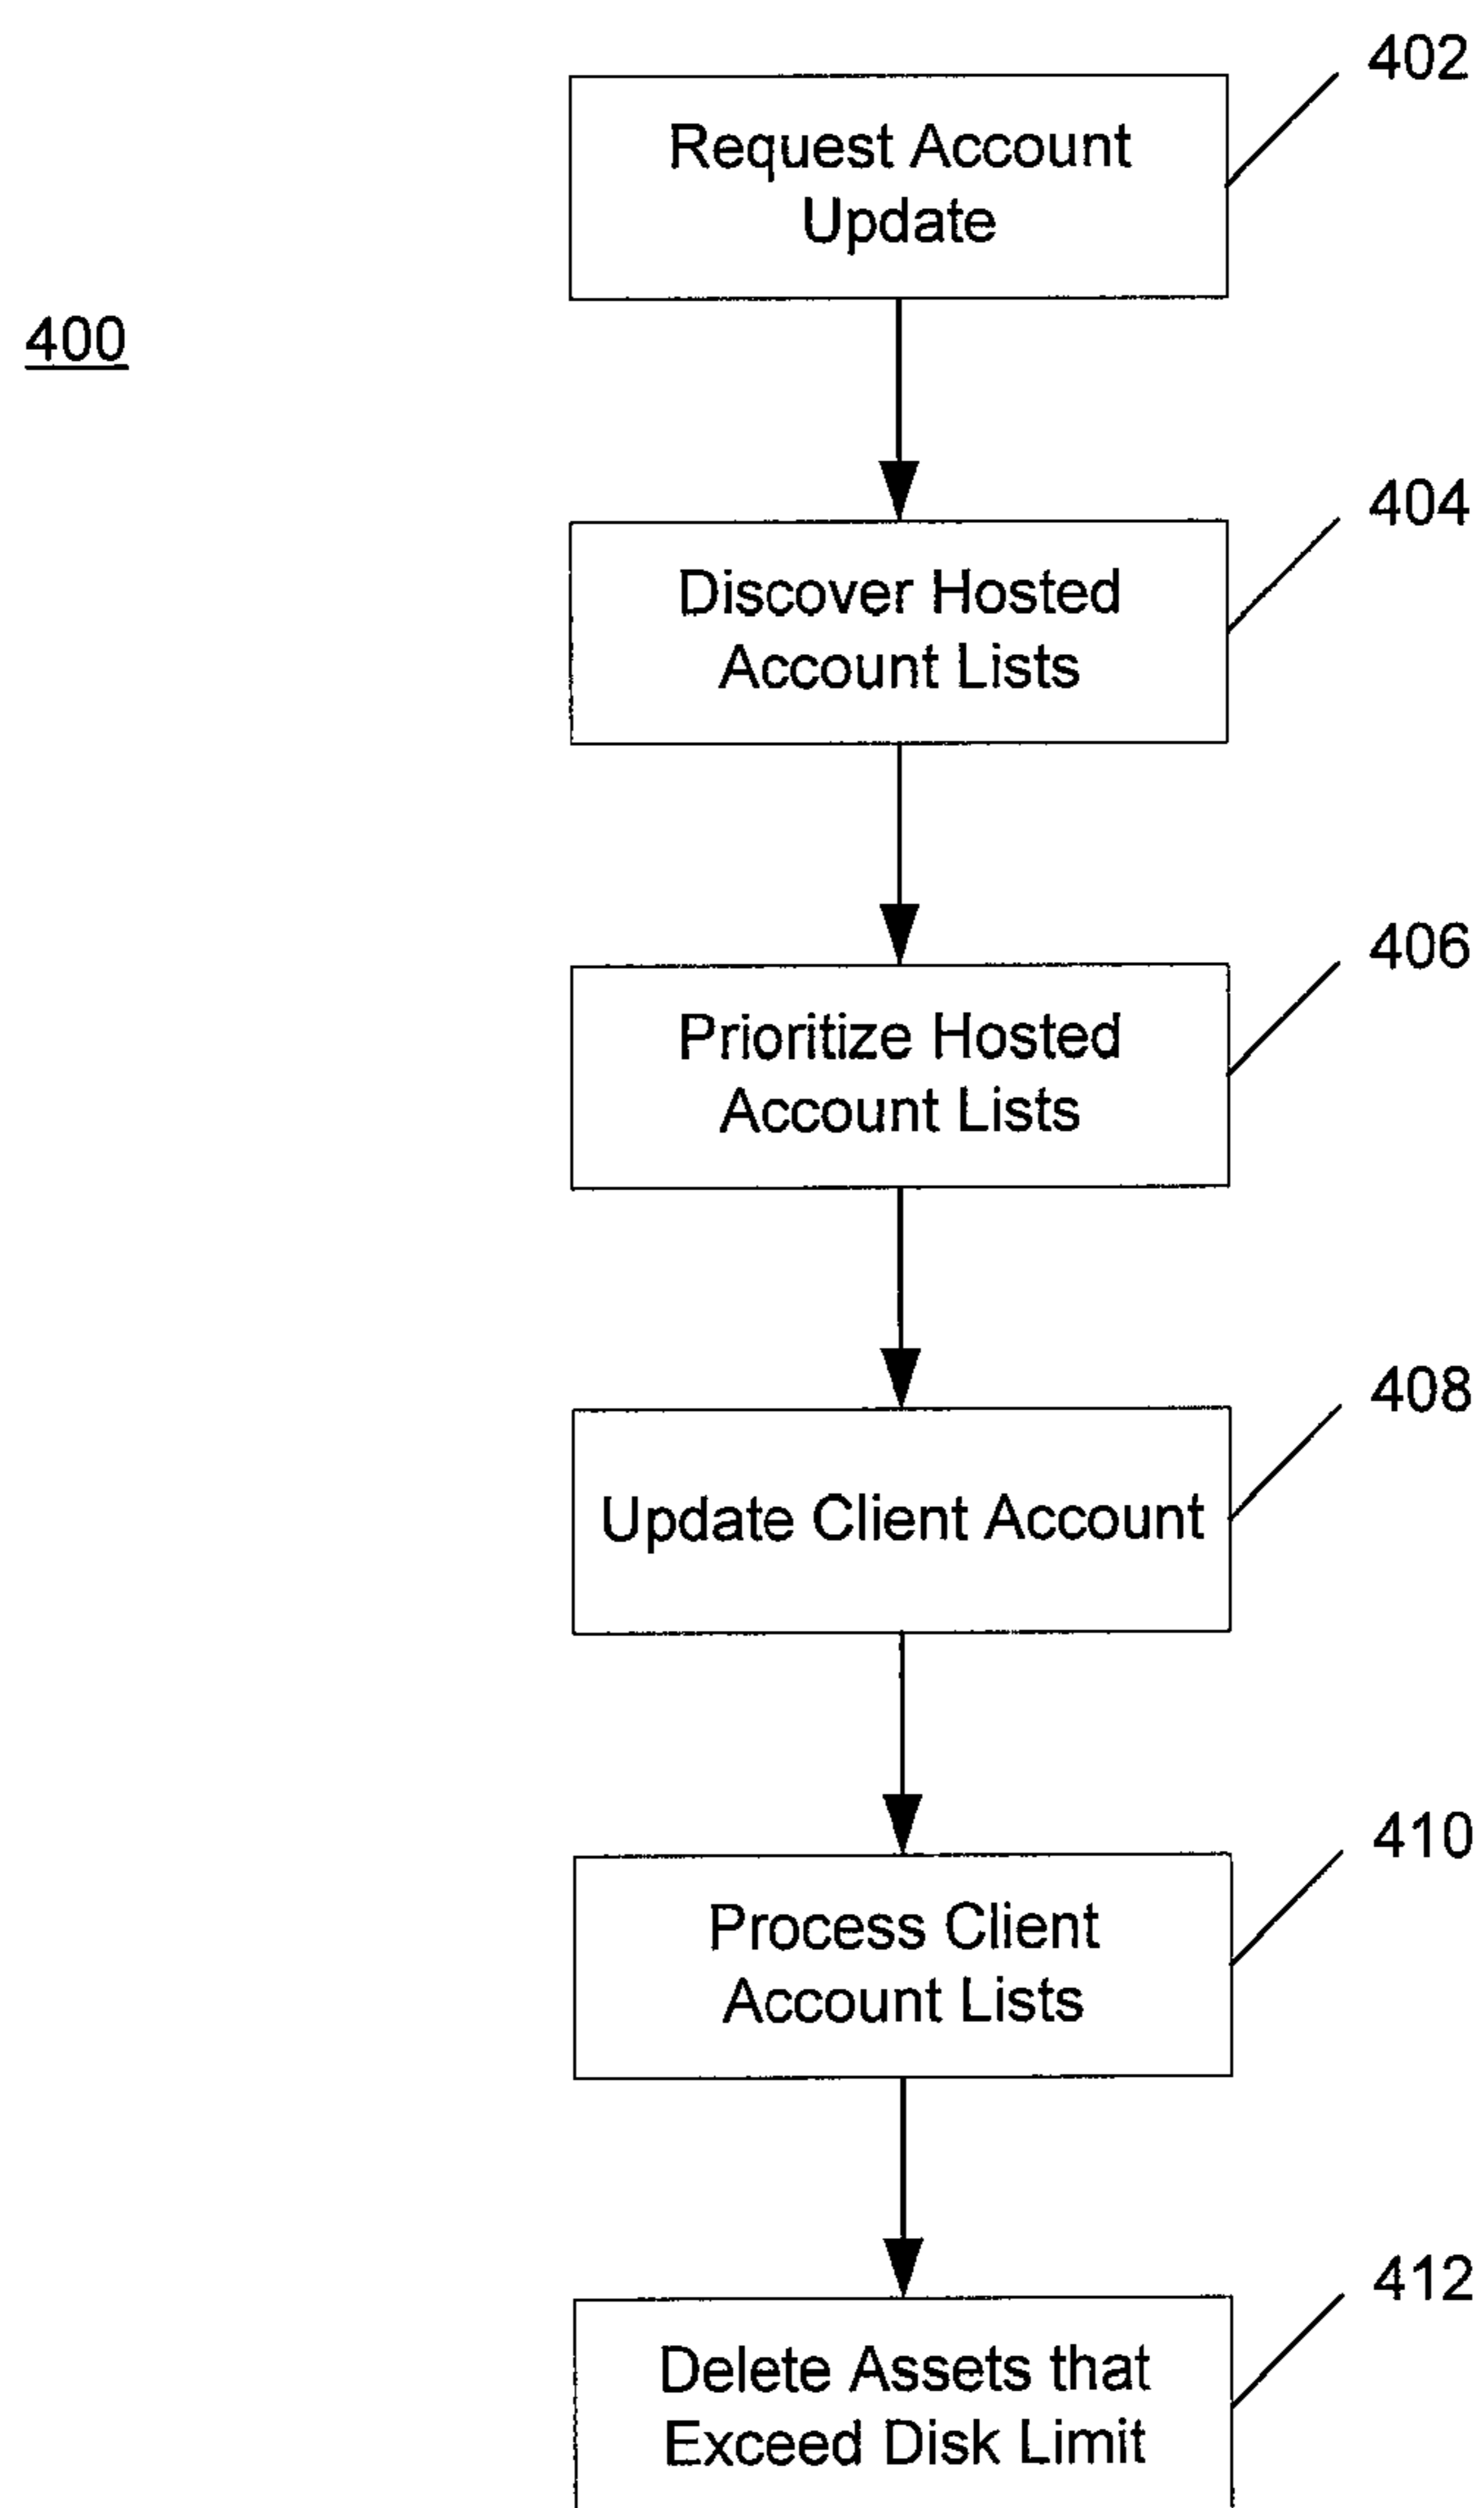 402
Request Account
Update
400
404
Discover Hosted
Account Lists
406
Prioritize Hosted
Account Lists
408
Update Client Account
410
Process Client
Account Lists
412
Delete Assets that
Exceed Disk Limit